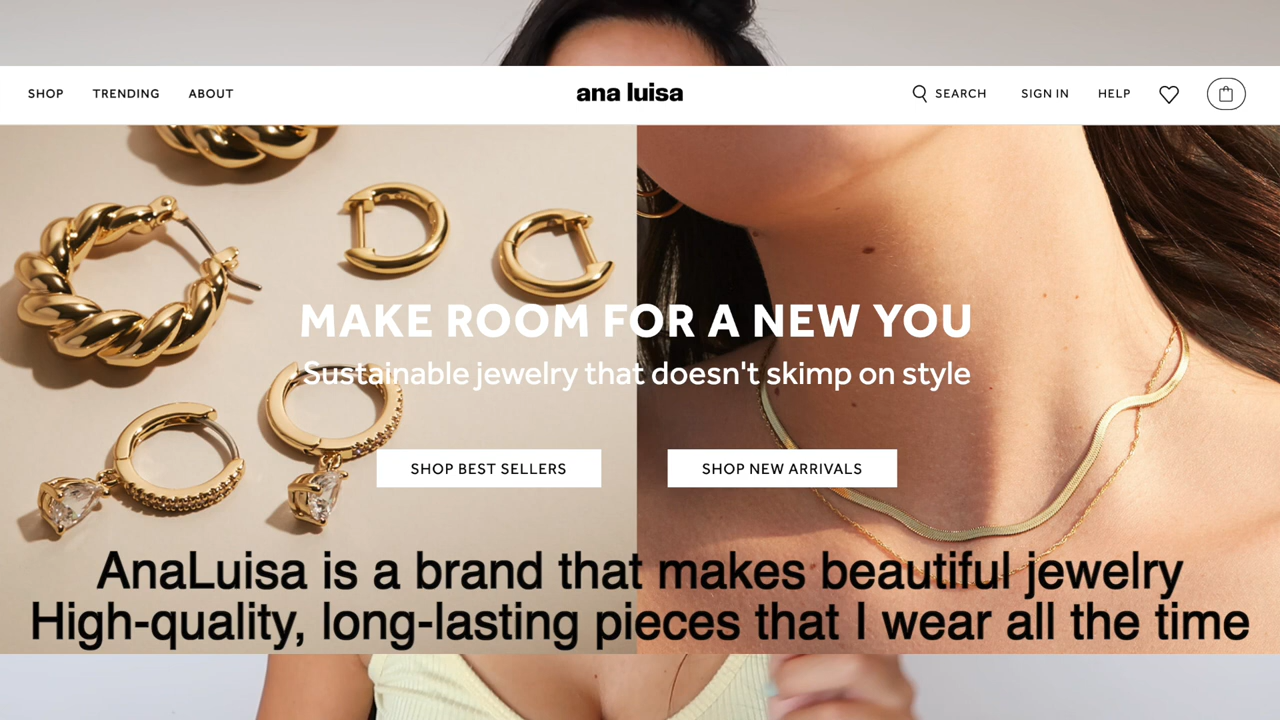 SHOP TRENDING ABOUT ana luisa SEARCH SIGN IN HELP
MAKE ROOM FOR A NEW YOU
Sustainable jewelry that doesn't skimp on style
SHOP BEST SELLERS SHOP NEW ARRIVALS
AnaLuisa is a brand that makes beautiful jewelry
High-quality, long-lasting pieces that I wear all the time